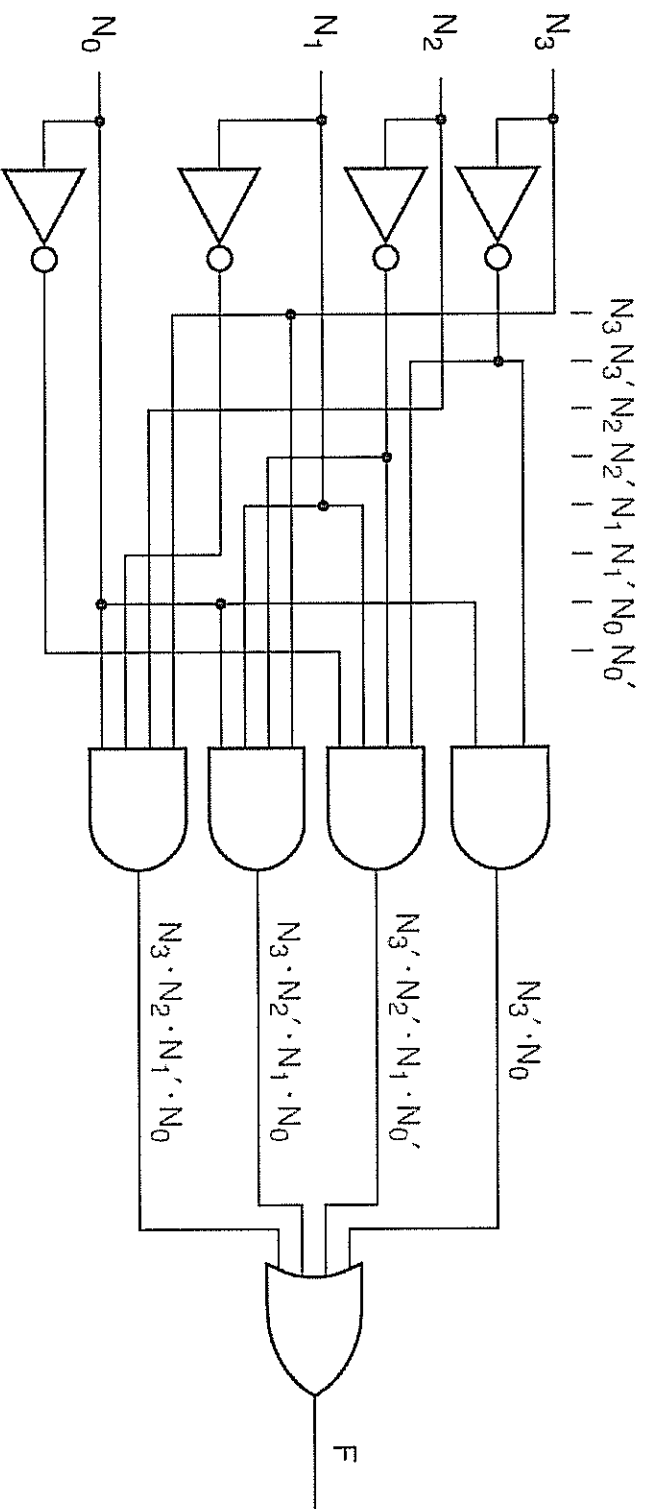 N3
N2
N1
N0
N3 N3′ N2 N2′ N1 N1′ N0 N0′
N3′ · N0
N3′ · N2′ · N1 · N0′
N3 · N2′ · N1 · N0
N3 · N2 · N1′ · N0
F